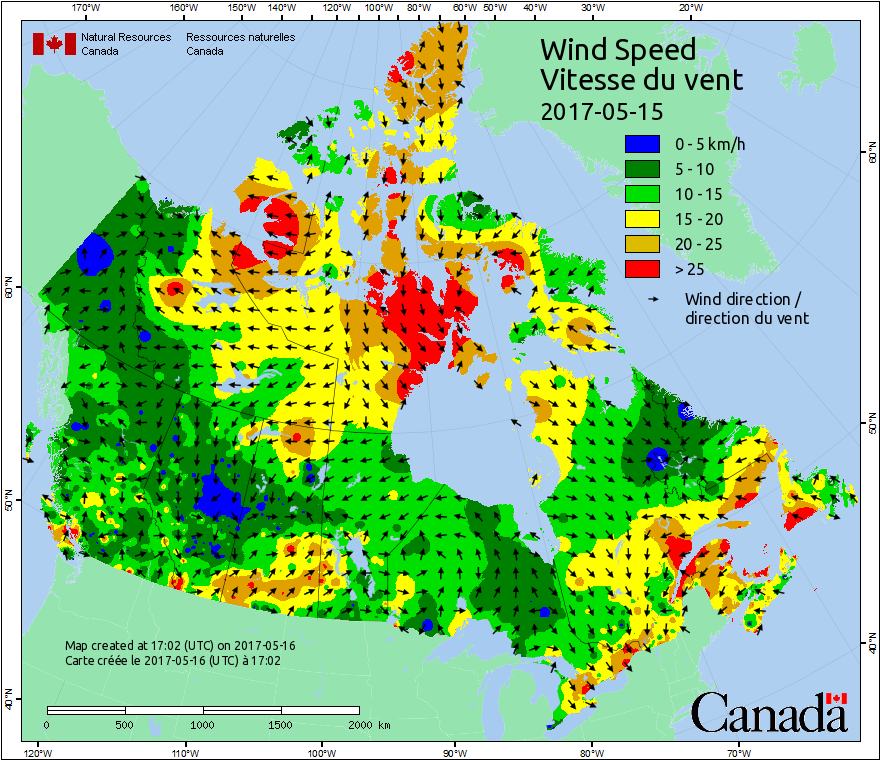 170°W 160°W 150°W 140°W 120°W 100°W 80°W 60°W 50°W 40°W 30°W 20°W
Natural Resources Canada
Ressources naturelles Canada
Wind Speed
Vitesse du vent
2017-05-15
0 - 5 km/h
5 - 10
10 - 15
15 - 20
20 - 25
> 25
Wind direction /
direction du vent
60°N
50°N
40°N
60°N
50°N
40°N
Map created at 17:02 (UTC) on 2017-05-16
Carte créée le 2017-05-16 (UTC) à 17:02
0 500 1000 1500 2000 km
Canada
120°W 110°W 100°W 90°W 80°W 70°W